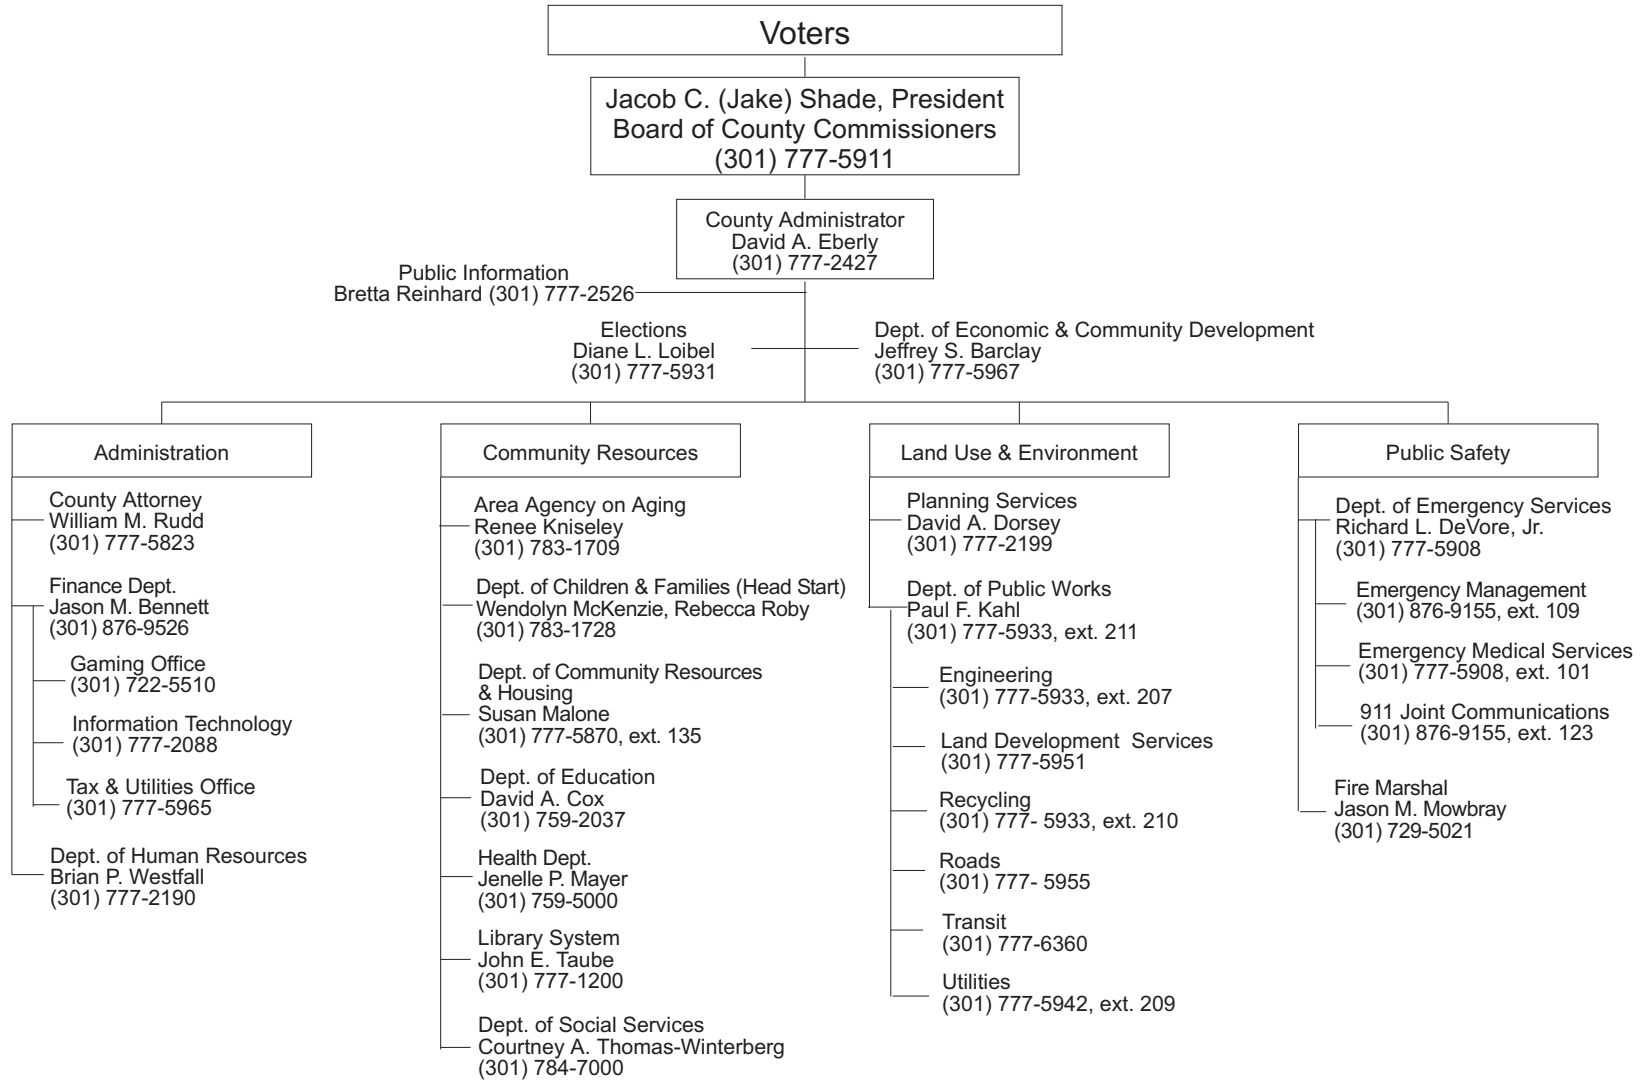 Voters
Jacob C. (Jake) Shade, President
Board of County Commissioners
(301) 777-5911
County Administrator
David A. Eberly
(301) 777-2427
Public Information
Bretta Reinhard (301) 777-2526
Elections
Diane L. Loibel
(301) 777-5931
Dept. of Economic & Community Development
Jeffrey S. Barclay
(301) 777-5967
Administration
County Attorney
William M. Rudd
(301) 777-5823
Finance Dept.
Jason M. Bennett
(301) 876-9526
Gaming Office
(301) 722-5510
Information Technology
(301) 777-2088
Tax & Utilities Office
(301) 777-5965
Dept. of Human Resources
Brian P. Westfall
(301) 777-2190
Community Resources
Area Agency on Aging
Renee Kniseley
(301) 783-1709
Dept. of Children & Families (Head Start)
Wendolyn McKenzie, Rebecca Roby
(301) 783-1728
Dept. of Community Resources
& Housing
Susan Malone
(301) 777-5870, ext. 135
Dept. of Education
David A. Cox
(301) 759-2037
Health Dept.
Jenelle P. Mayer
(301) 759-5000
Library System
John E. Taube
(301) 777-1200
Dept. of Social Services
Courtney A. Thomas-Winterberg
(301) 784-7000
Land Use & Environment
Planning Services
David A. Dorsey
(301) 777-2199
Dept. of Public Works
Paul F. Kahl
(301) 777-5933, ext. 211
Engineering
(301) 777-5933, ext. 207
Land Development Services
(301) 777-5951
Recycling
(301) 777- 5933, ext. 210
Roads
(301) 777- 5955
Transit
(301) 777-6360
Utilities
(301) 777-5942, ext. 209
Public Safety
Dept. of Emergency Services
Richard L. DeVore, Jr.
(301) 777-5908
Emergency Management
(301) 876-9155, ext. 109
Emergency Medical Services
(301) 777-5908, ext. 101
911 Joint Communications
(301) 876-9155, ext. 123
Fire Marshal
Jason M. Mowbray
(301) 729-5021